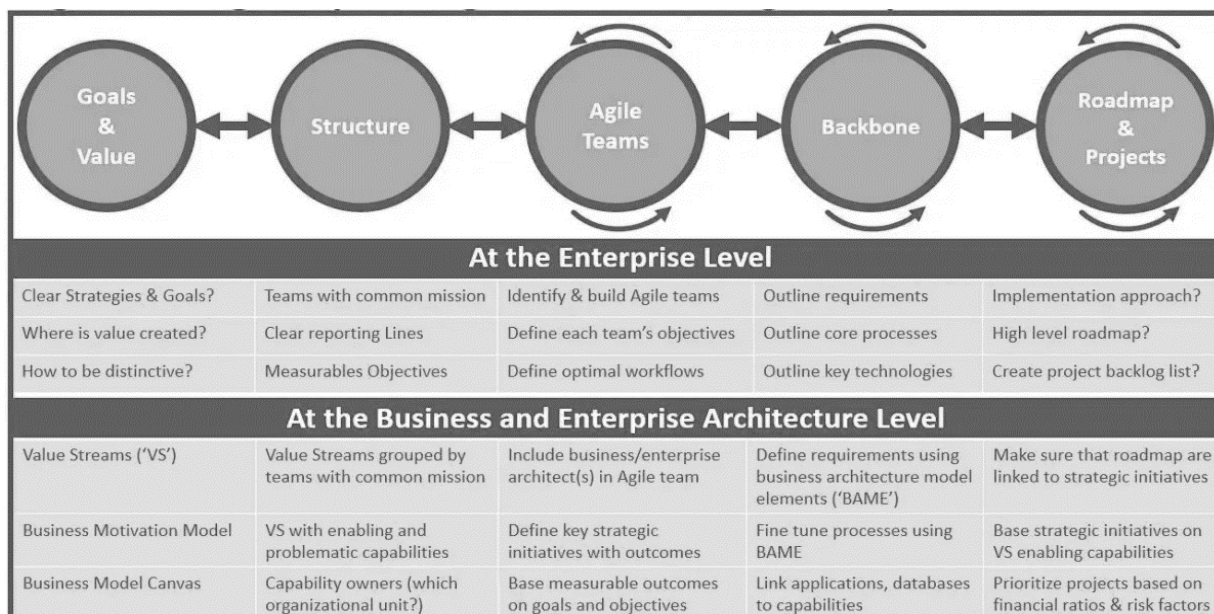 Goals
&
Value
Structure
Agile
Teams
Backbone
Roadmap
&
Projects
At the Enterprise Level
Clear Strategies & Goals?
Teams with common mission
Identify & build Agile teams
Outline requirements
Implementation approach?
Where is value created?
Clear reporting Lines
Define each team's objectives
Outline core processes
High level roadmap?
How to be distinctive?
Measurables Objectives
Define optimal workflows
Outline key technologies
Create project backlog list?
At the Business and Enterprise Architecture Level
Value Streams ('VS')
Value Streams grouped by
teams with common mission
Include business/enterprise
architect(s) in Agile team
Define requirements using
business architecture model
elements ('BAME')
Make sure that roadmap are
linked to strategic initiatives
Business Motivation Model
VS with enabling and
problematic capabilities
Define key strategic
initiatives with outcomes
Fine tune processes using
BAME
Base strategic initiatives on
VS enabling capabilities
Business Model Canvas
Capability owners (which
organizational unit?)
Base measurable outcomes
on goals and objectives
Link applications, databases
to capabilities
Prioritize projects based on
financial ratios & risk factors